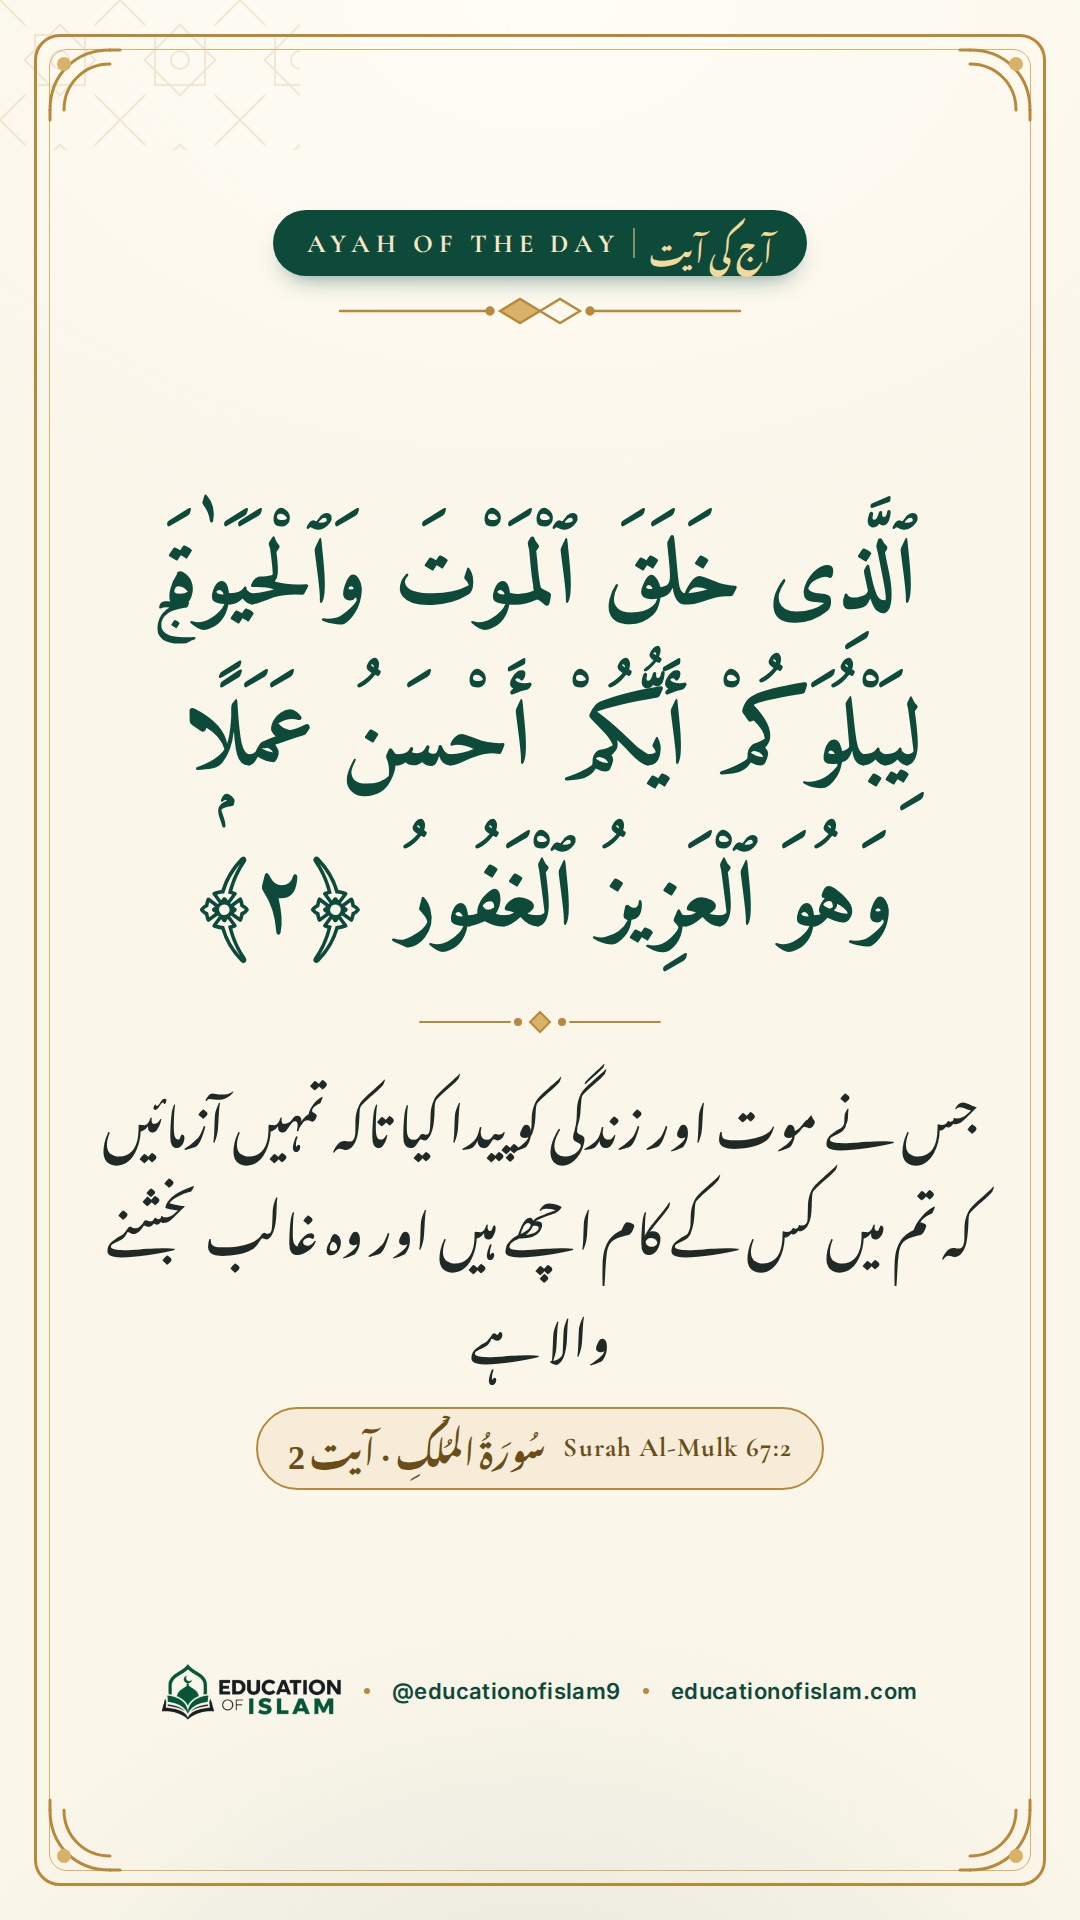 AYAH OF THE DAY | آج کی آیت
ٱلَّذِى خَلَقَ ٱلْمَوْتَ وَٱلْحَيَوٰةَ
لِيَبْلُوَكُمْ أَيُّكُمْ أَحْسَنُ عَمَلًا ۚ
وَهُوَ ٱلْعَزِيزُ ٱلْغَفُورُ ﴿٢﴾
جس نے موت اور زندگی کو پیدا کیا تاکہ تمہیں آزمائیں
کہ تم میں کس کے کام اچھے ہیں اور وہ غالب بخشنے
والا ہے
سُورَةُ المُلْكِ · آیت 2 Surah Al-Mulk 67:2
EDUCATION OF ISLAM • @educationofislam9 • educationofislam.com